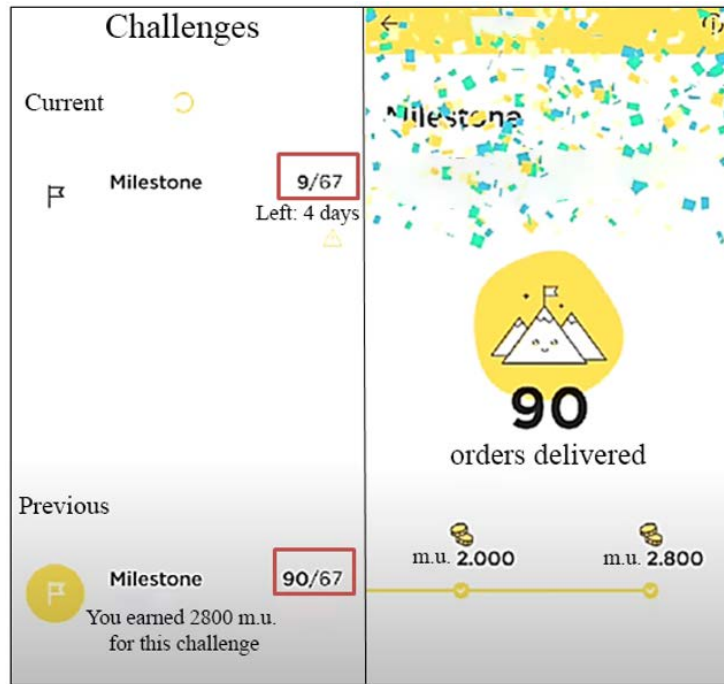 Challenges
Current
Milestone 9/67
Left: 4 days
Previous
Milestone 90/67
You earned 2800 m.u.
for this challenge
Milestone
90
orders delivered
m.u. 2.000 m.u. 2.800